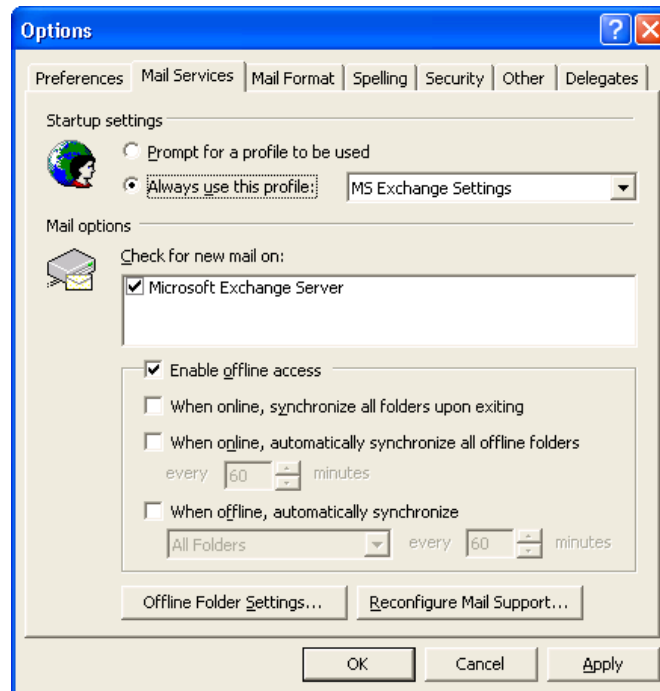 Options
Preferences Mail Services Mail Format Spelling Security Other Delegates
Startup settings
Prompt for a profile to be used
Always use this profile: MS Exchange Settings
Mail options
Check for new mail on:
Microsoft Exchange Server
Enable offline access
When online, synchronize all folders upon exiting
When online, automatically synchronize all offline folders
every 60 minutes
When offline, automatically synchronize
All Folders every 60 minutes
Offline Folder Settings... Reconfigure Mail Support...
OK Cancel Apply